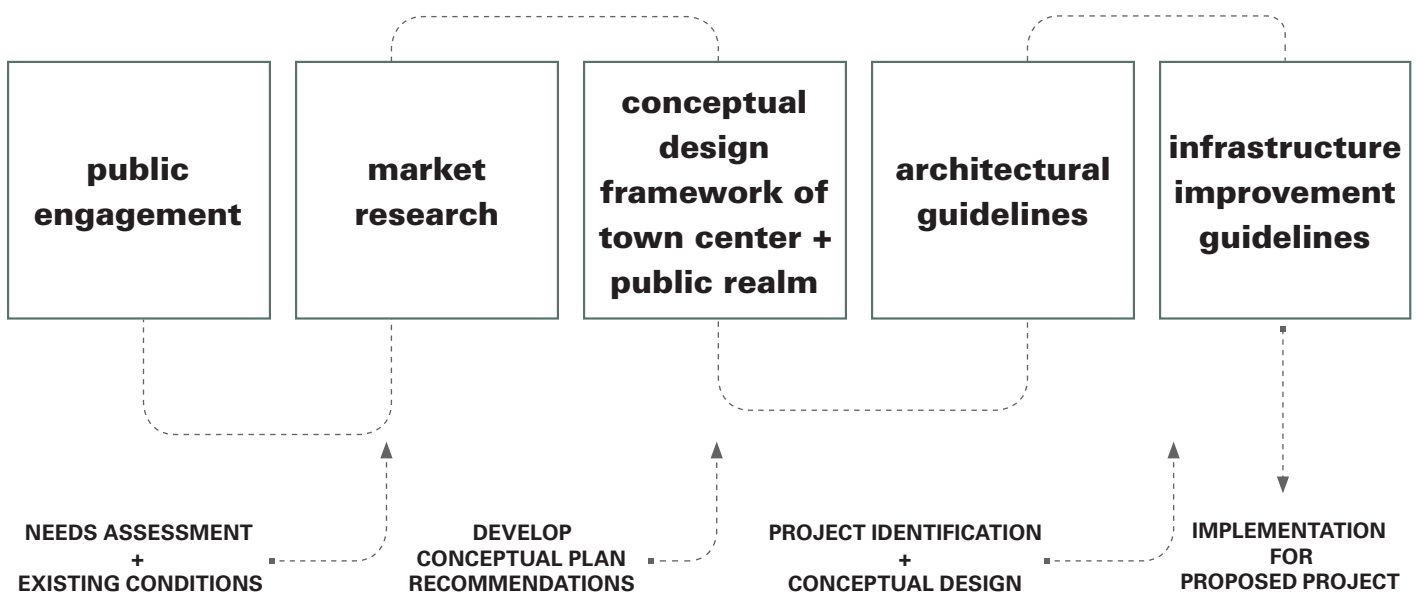 public
engagement
market
research
conceptual
design
framework of
town center +
public realm
architectural
guidelines
infrastructure
improvement
guidelines
NEEDS ASSESSMENT
+
EXISTING CONDITIONS
DEVELOP
CONCEPTUAL PLAN
RECOMMENDATIONS
PROJECT IDENTIFICATION
+
CONCEPTUAL DESIGN
IMPLEMENTATION
FOR
PROPOSED PROJECT